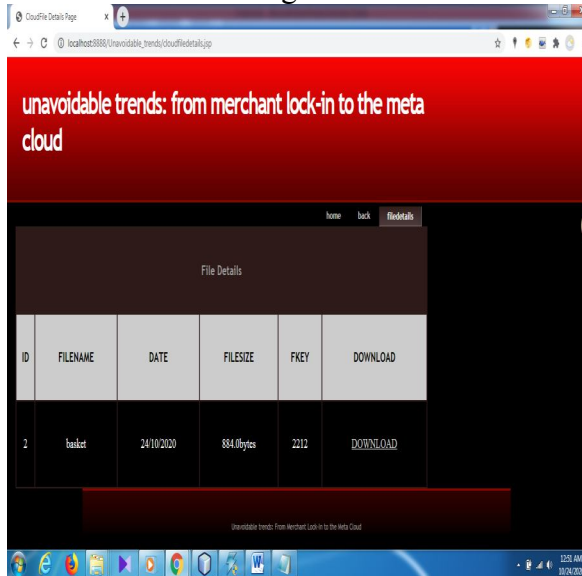 CloudFile Details Page
localhost:8888/Unavoidable_trends/cloudfiledetails.jsp
unavoidable trends: from merchant lock-in to the meta
cloud
home back filedetails
File Details
ID FILENAME DATE FILESIZE FKEY DOWNLOAD
2 basket 24/10/2020 884.0bytes 2212 DOWNLOAD
Unavoidable trends: From Merchant Lock-in to the Meta Cloud
12:51 AM